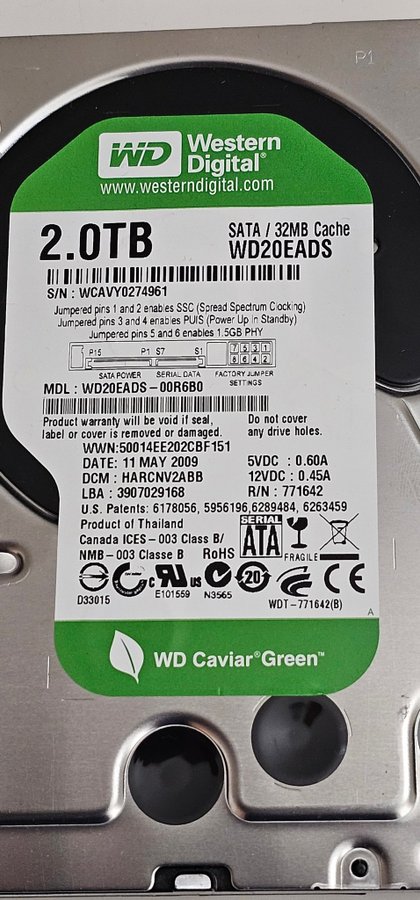 P1
WD Western Digital®
www.westerndigital.com
2.0TB
SATA / 32MB Cache
WD20EADS
S/N : WCAVY0274961
Jumpered pins 1 and 2 enables SSC (Spread Spectrum Clocking)
Jumpered pins 3 and 4 enables PUIS (Power Up in Standby)
Jumpered pins 5 and 6 enables 1.5GB PHY
P15 P1 S7 S1
7 5 3 1
8 6 4 2
SATA POWER SERIAL DATA FACTORY JUMPER SETTINGS
MDL : WD20EADS-00R6B0
Product warranty will be void if seal,
label or cover is removed or damaged.
Do not cover
any drive holes.
WWN:50014EE202CBF151
DATE: 11 MAY 2009
DCM : HARCNV2ABB
LBA : 3907029168
5VDC : 0.60A
12VDC : 0.45A
R/N : 771642
U.S. Patents: 6178056, 5956196,6289484, 6263459
Product of Thailand
Canada ICES-003 Class B/
NMB-003 Classe B RoHS
SERIAL
ATA
FRAGILE
D33015
c RU us
E101559
N3565
20
CE
WDT-771642(B)
A
WD Caviar® Green™